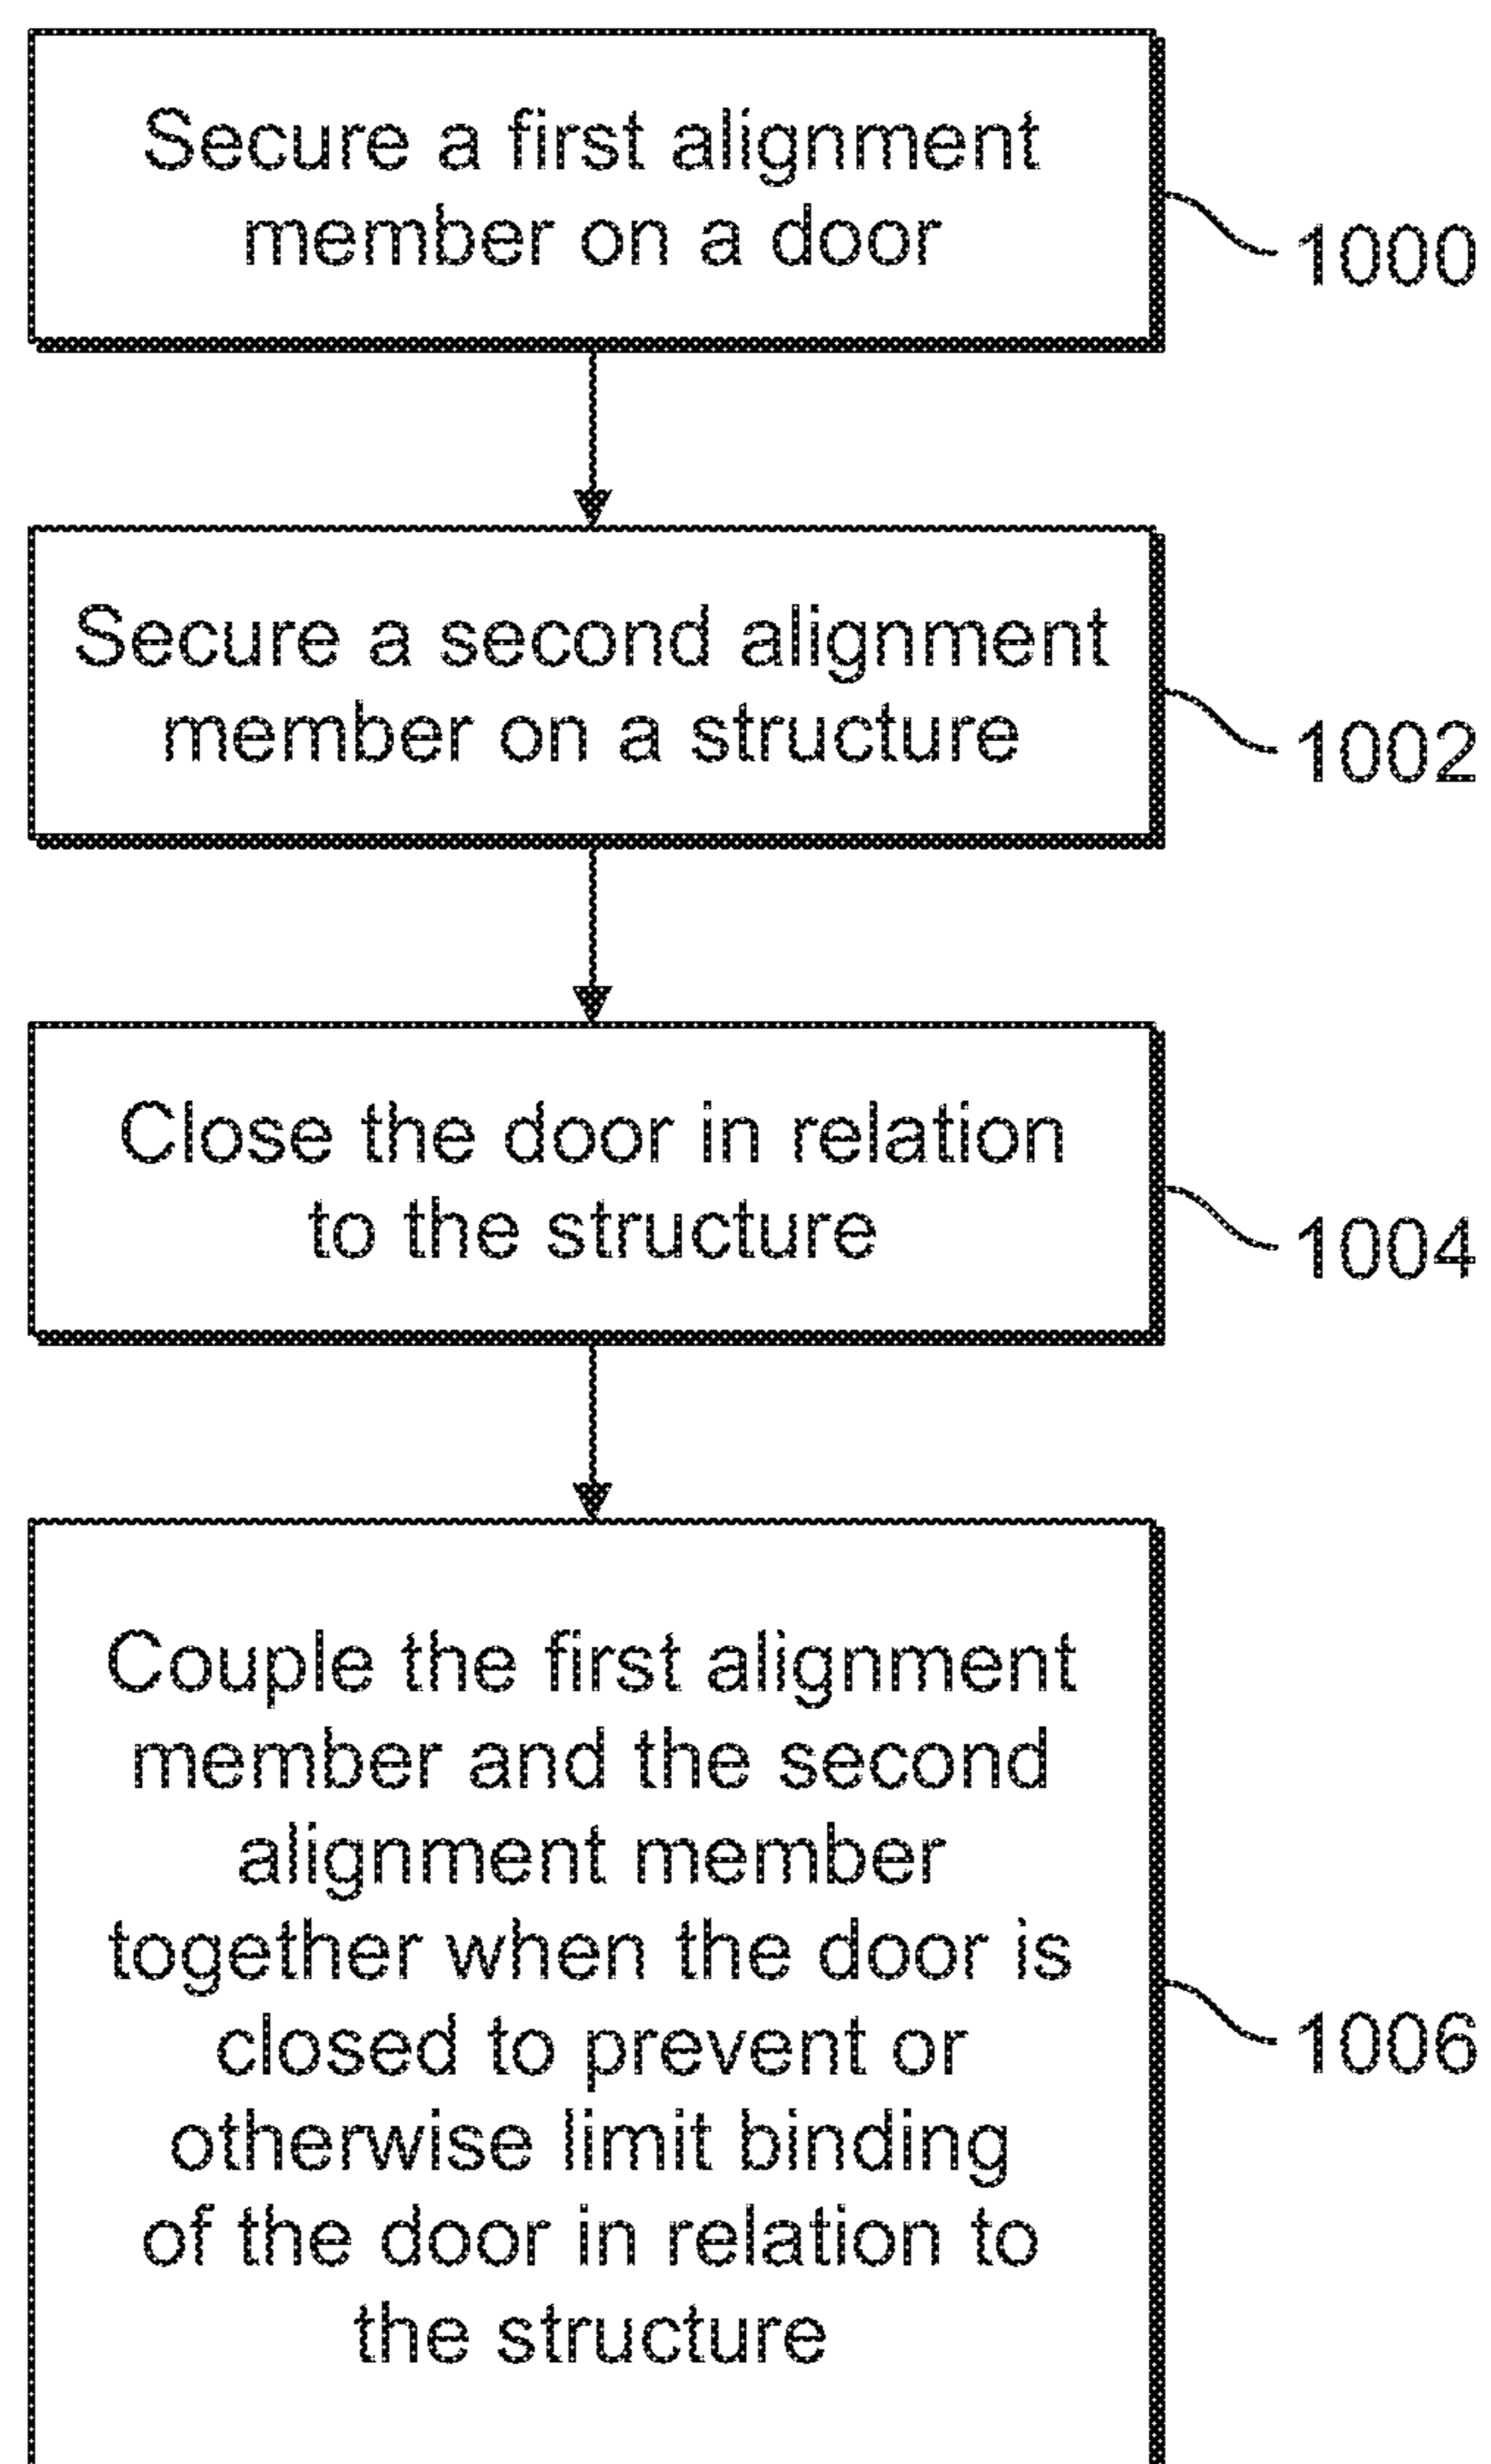 Secure a first alignment
member on a door
1000
Secure a second alignment
member on a structure
1002
Close the door in relation
to the structure
1004
Couple the first alignment
member and the second
alignment member
together when the door is
closed to prevent or
otherwise limit binding
of the door in relation to
the structure
1006